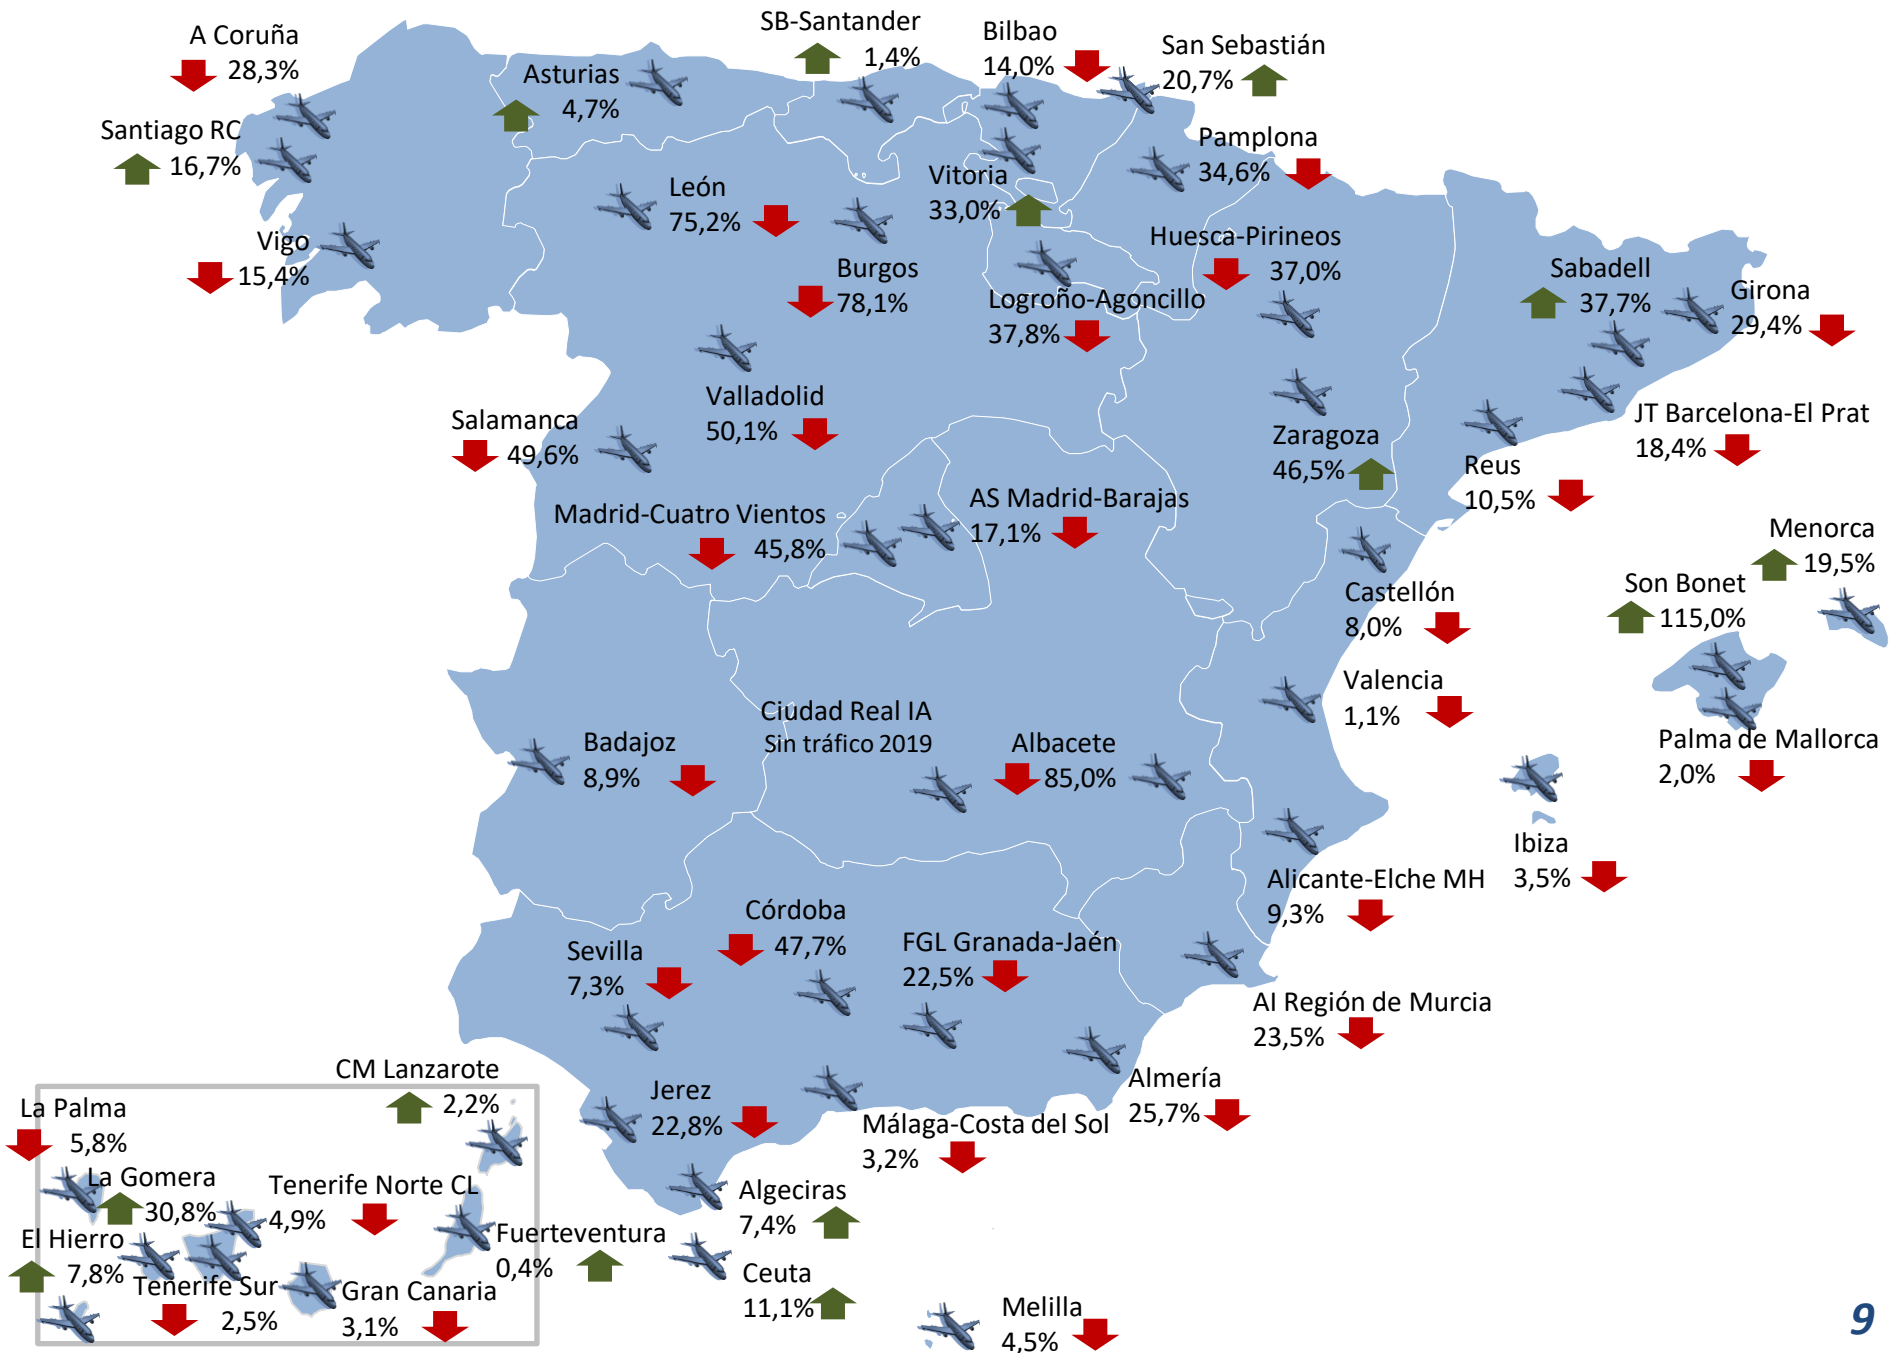 A Coruña
28,3%
Santiago RC
16,7%
Vigo
15,4%
Asturias
4,7%
SB-Santander
1,4%
Bilbao
14,0%
San Sebastián
20,7%
Pamplona
34,6%
Vitoria
33,0%
León
75,2%
Burgos
78,1%
Huesca-Pirineos
37,0%
Logroño-Agoncillo
37,8%
Sabadell
37,7%
Girona
29,4%
Valladolid
50,1%
Salamanca
49,6%
Zaragoza
46,5%
JT Barcelona-El Prat
18,4%
Reus
10,5%
Madrid-Cuatro Vientos
45,8%
AS Madrid-Barajas
17,1%
Menorca
19,5%
Son Bonet
115,0%
Castellón
8,0%
Valencia
1,1%
Palma de Mallorca
2,0%
Ciudad Real IA
Sin tráfico 2019
Badajoz
8,9%
Albacete
85,0%
Ibiza
3,5%
Alicante-Elche MH
9,3%
Córdoba
47,7%
Sevilla
7,3%
FGL Granada-Jaén
22,5%
AI Región de Murcia
23,5%
Almería
25,7%
Jerez
22,8%
Málaga-Costa del Sol
3,2%
CM Lanzarote
2,2%
La Palma
5,8%
La Gomera
30,8%
Tenerife Norte CL
4,9%
El Hierro
7,8%
Tenerife Sur
2,5%
Gran Canaria
3,1%
Fuerteventura
0,4%
Algeciras
7,4%
Ceuta
11,1%
Melilla
4,5%
9